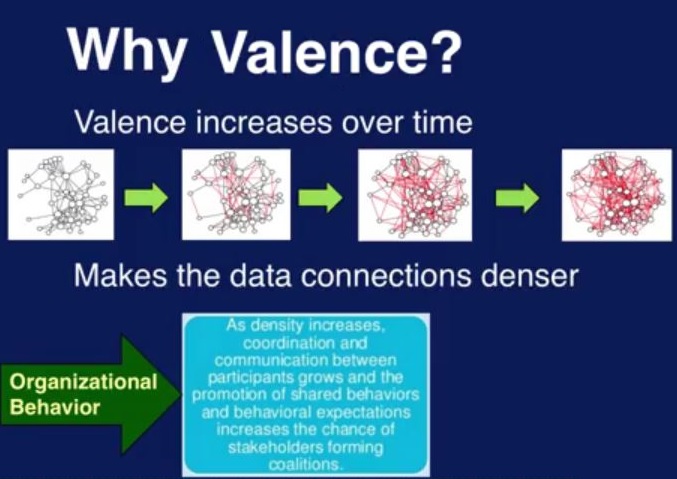 Why Valence?
Valence increases over time
Makes the data connections denser
Organizational
Behavior
As density increases,
coordination and
communication between
participants grows and the
promotion of shared behaviors
and behavioral expectations
increases the chance of
stakeholders forming
coalitions.